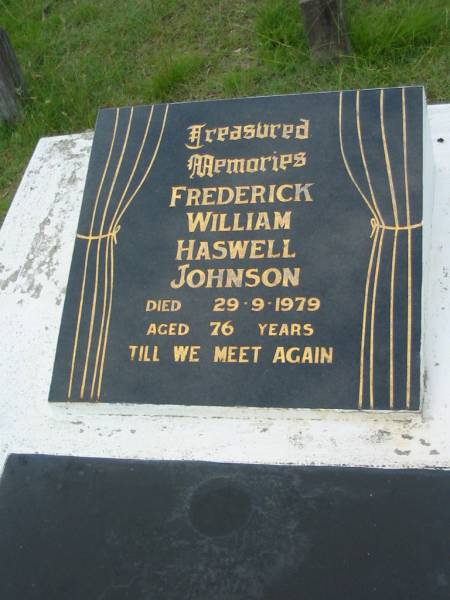 Treasured
Memories
FREDERICK
WILLIAM
HASWELL
JOHNSON
DIED 29-9-1979
AGED 76 YEARS
TILL WE MEET AGAIN